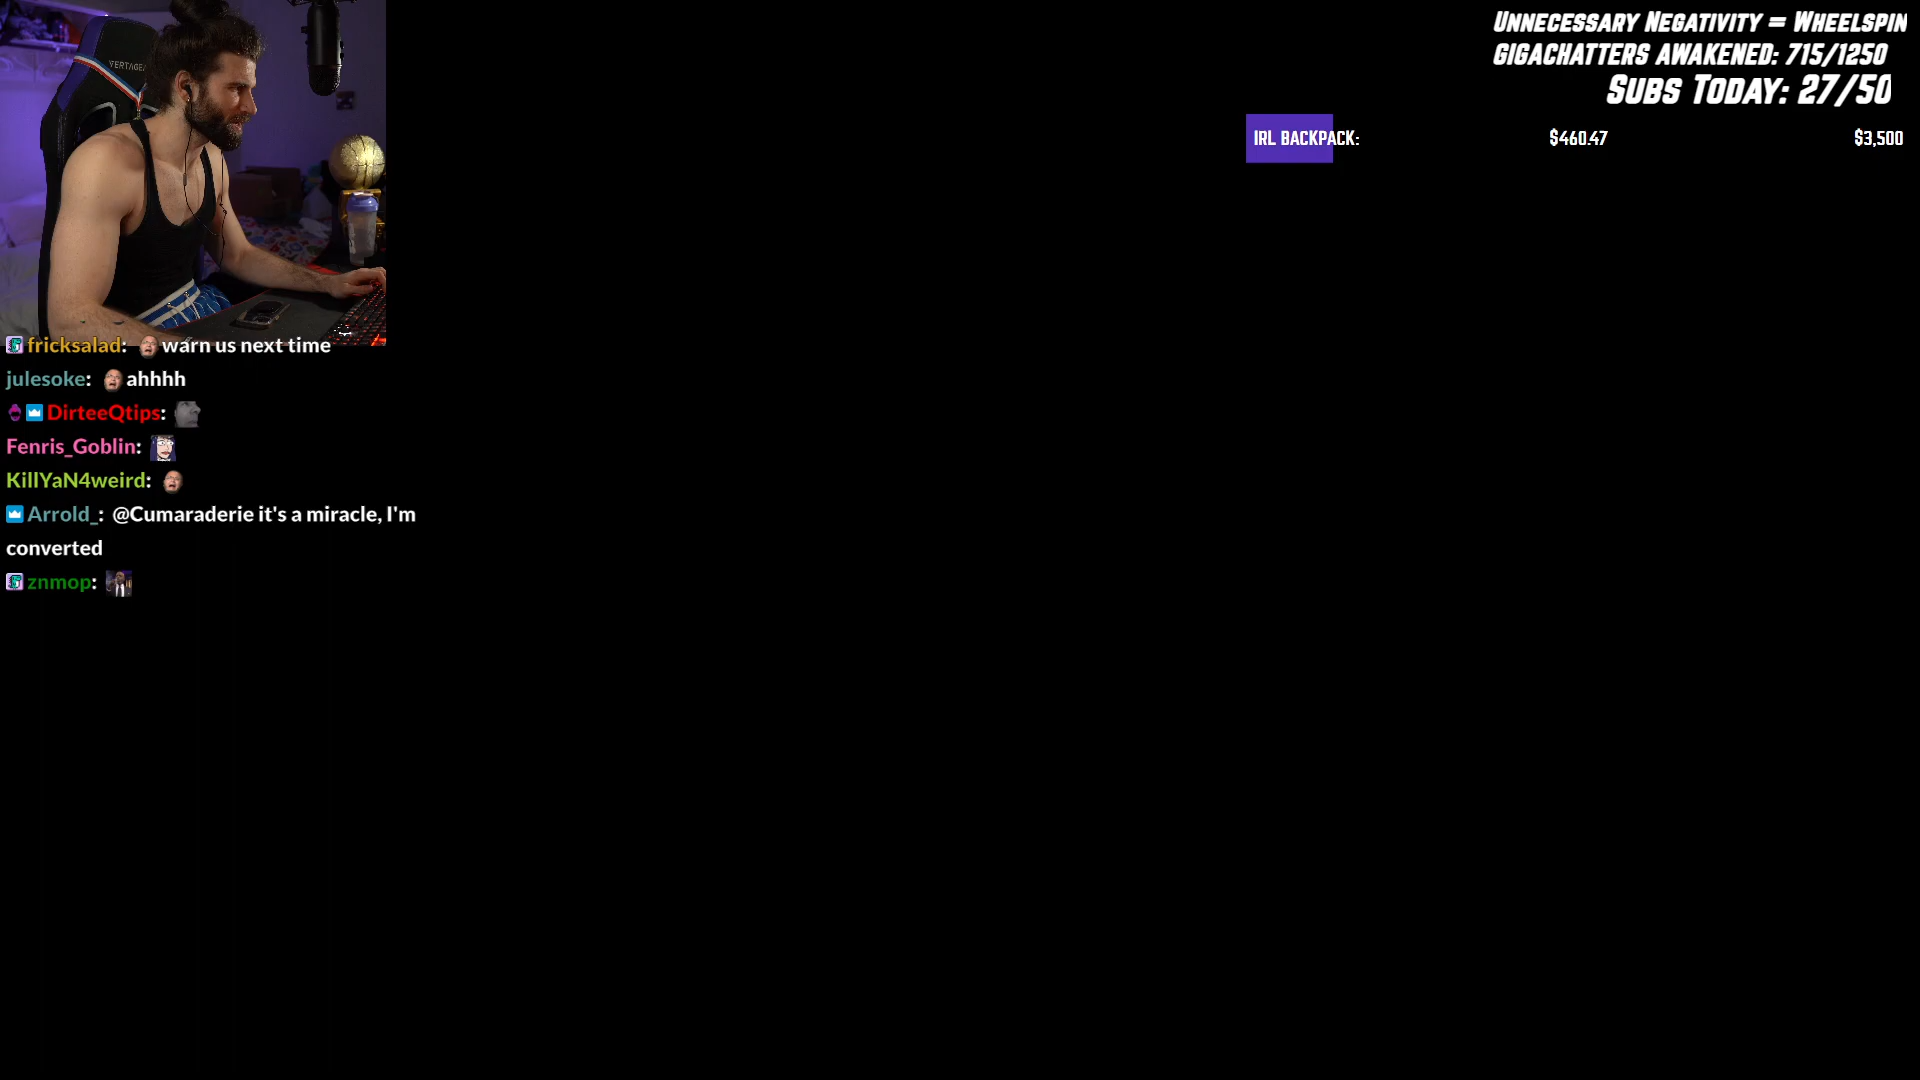 UNNECESSARY NEGATIVITY = WHEELSPIN
GIGACHATTERS AWAKENED: 715/1250
SUBS TODAY: 27/50
IRL BACKPACK: $460.47 $3,500
VERTAGEA
fricksalad: warn us next time
julesoke: ahhhh
DirteeQtips:
Fenris_Goblin:
KillYaN4weird:
Arrold_: @Cumaraderie it's a miracle, I'm
converted
znmop: